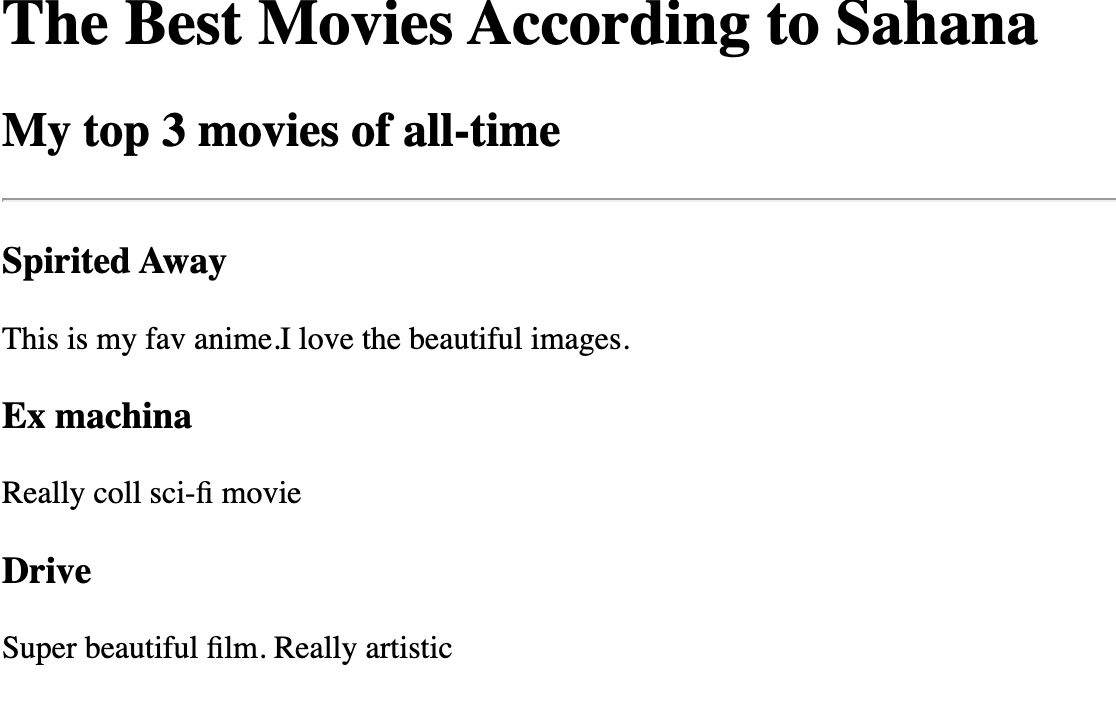 The Best Movies According to Sahana
My top 3 movies of all-time
Spirited Away
This is my fav anime.I love the beautiful images.
Ex machina
Really coll sci-fi movie
Drive
Super beautiful film. Really artistic